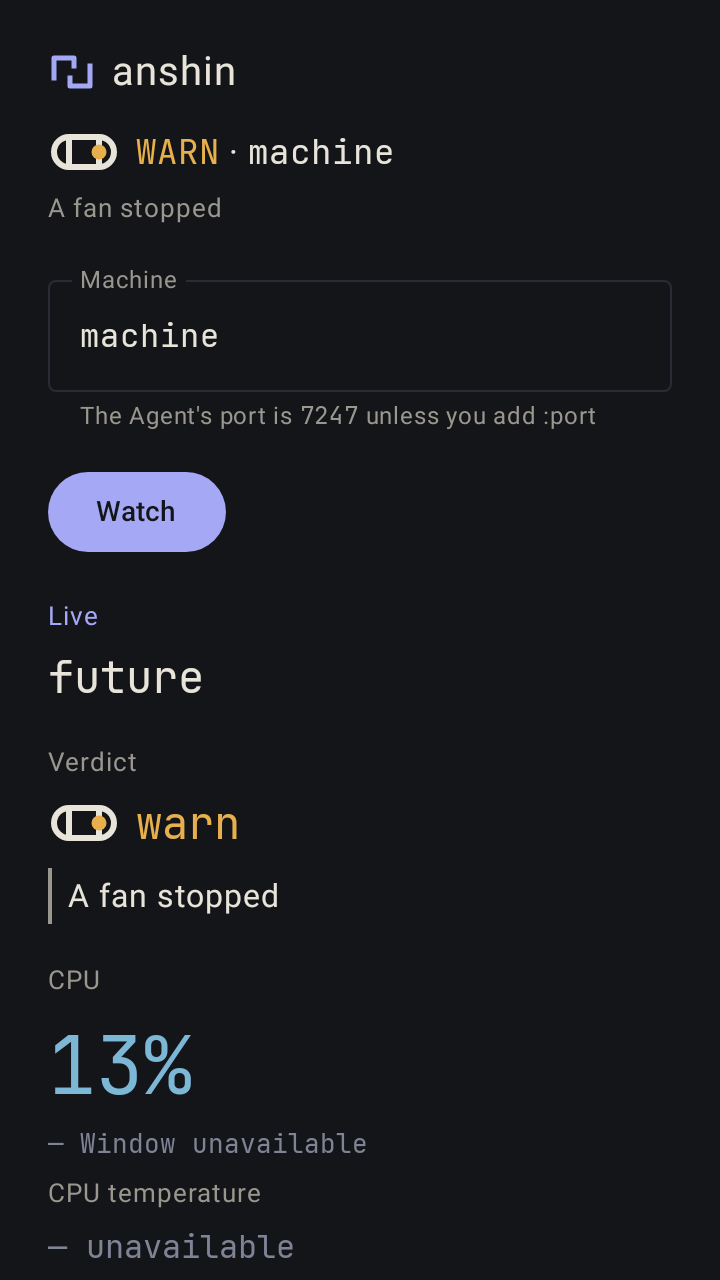 anshin
WARN · machine
A fan stopped
Machine
machine
The Agent's port is 7247 unless you add :port
Watch
Live
future
Verdict
warn
A fan stopped
CPU
13%
— Window unavailable
CPU temperature
— unavailable